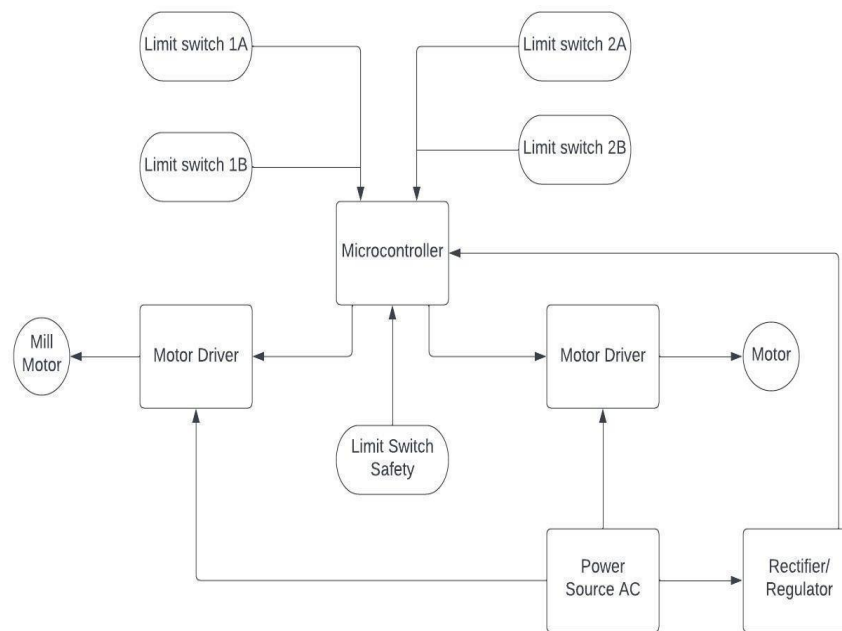 Limit switch 1A
Limit switch 2A
Limit switch 1B
Limit switch 2B
Microcontroller
Mill
Motor
Motor Driver
Motor Driver
Motor
Limit Switch
Safety
Power
Source AC
Rectifier/
Regulator